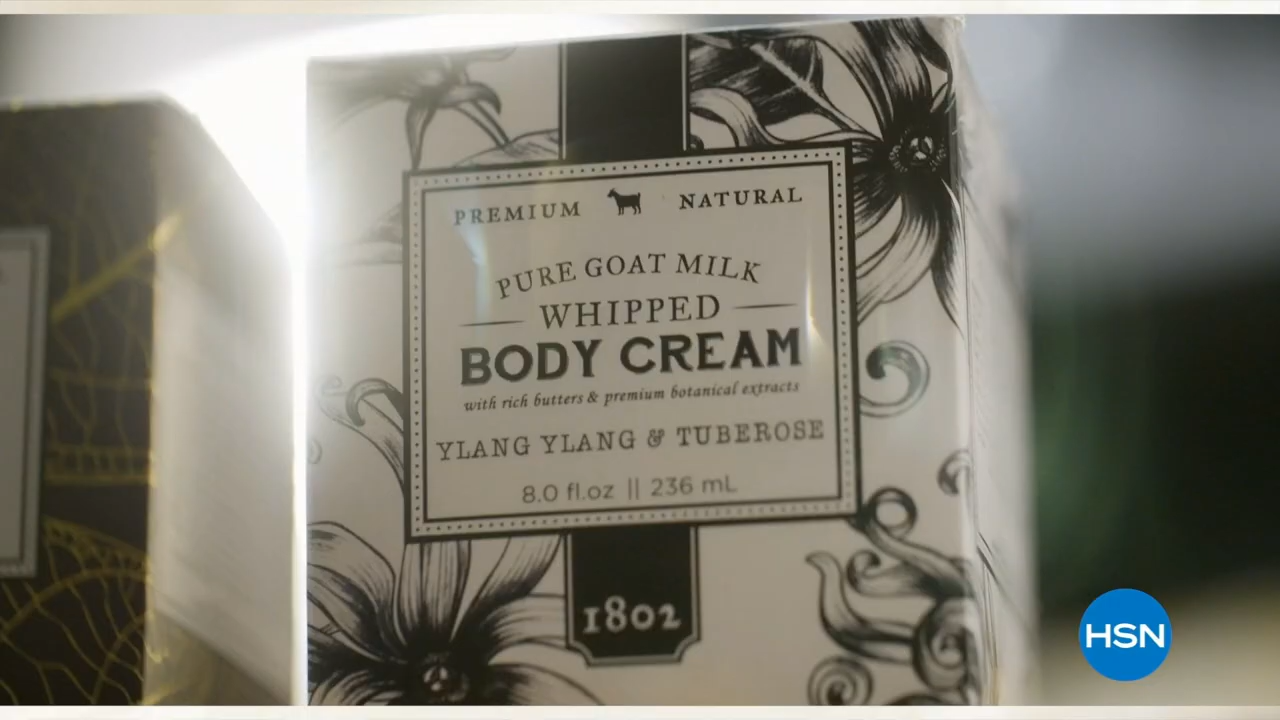 PREMIUM NATURAL
PURE GOAT MILK
WHIPPED
BODY CREAM
with rich butters & premium botanical extracts
YLANG YLANG & TUBEROSE
8.0 fl.oz || 236 mL
1802
HSN